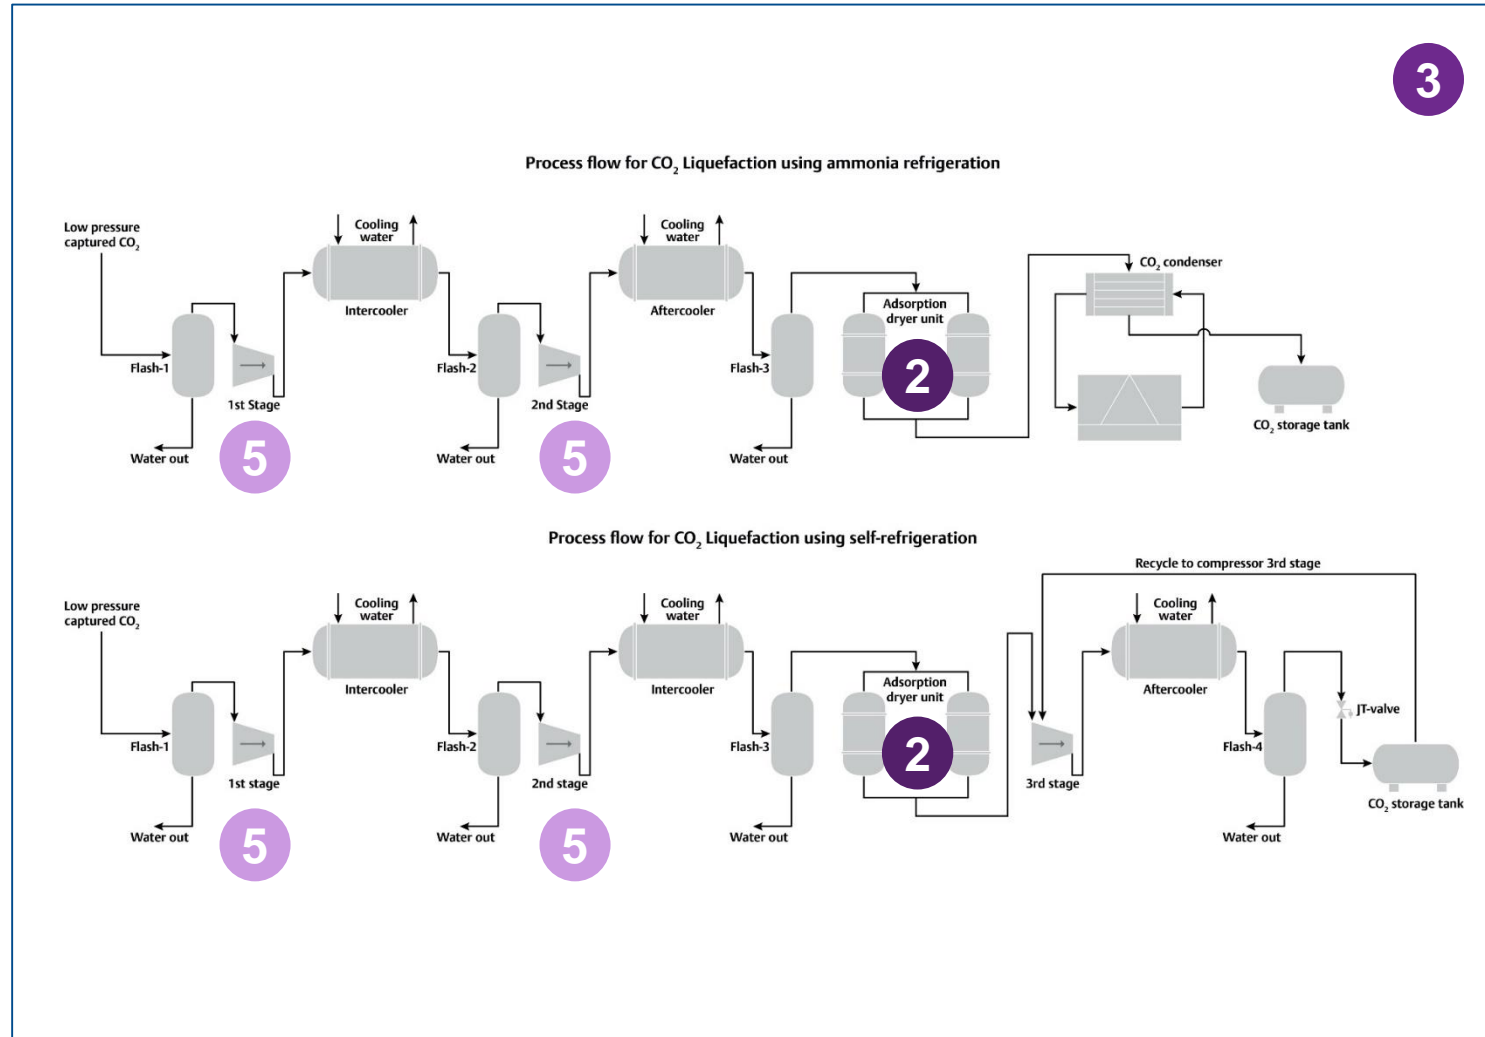 3
Process flow for CO₂ Liquefaction using ammonia refrigeration
Low pressure
captured CO₂
Cooling
water
Cooling
water
CO₂ condenser
Intercooler
Aftercooler
Adsorption
dryer unit
Flash-1
Flash-2
Flash-3
2
1st Stage
2nd Stage
CO₂ storage tank
Water out
5
Water out
5
Water out
Process flow for CO₂ Liquefaction using self-refrigeration
Recycle to compressor 3rd stage
Low pressure
captured CO₂
Cooling
water
Cooling
water
Cooling
water
Intercooler
Intercooler
Adsorption
dryer unit
Aftercooler
JT-valve
Flash-1
Flash-2
Flash-3
2
Flash-4
1st stage
2nd stage
3rd stage
CO₂ storage tank
Water out
5
Water out
5
Water out
Water out